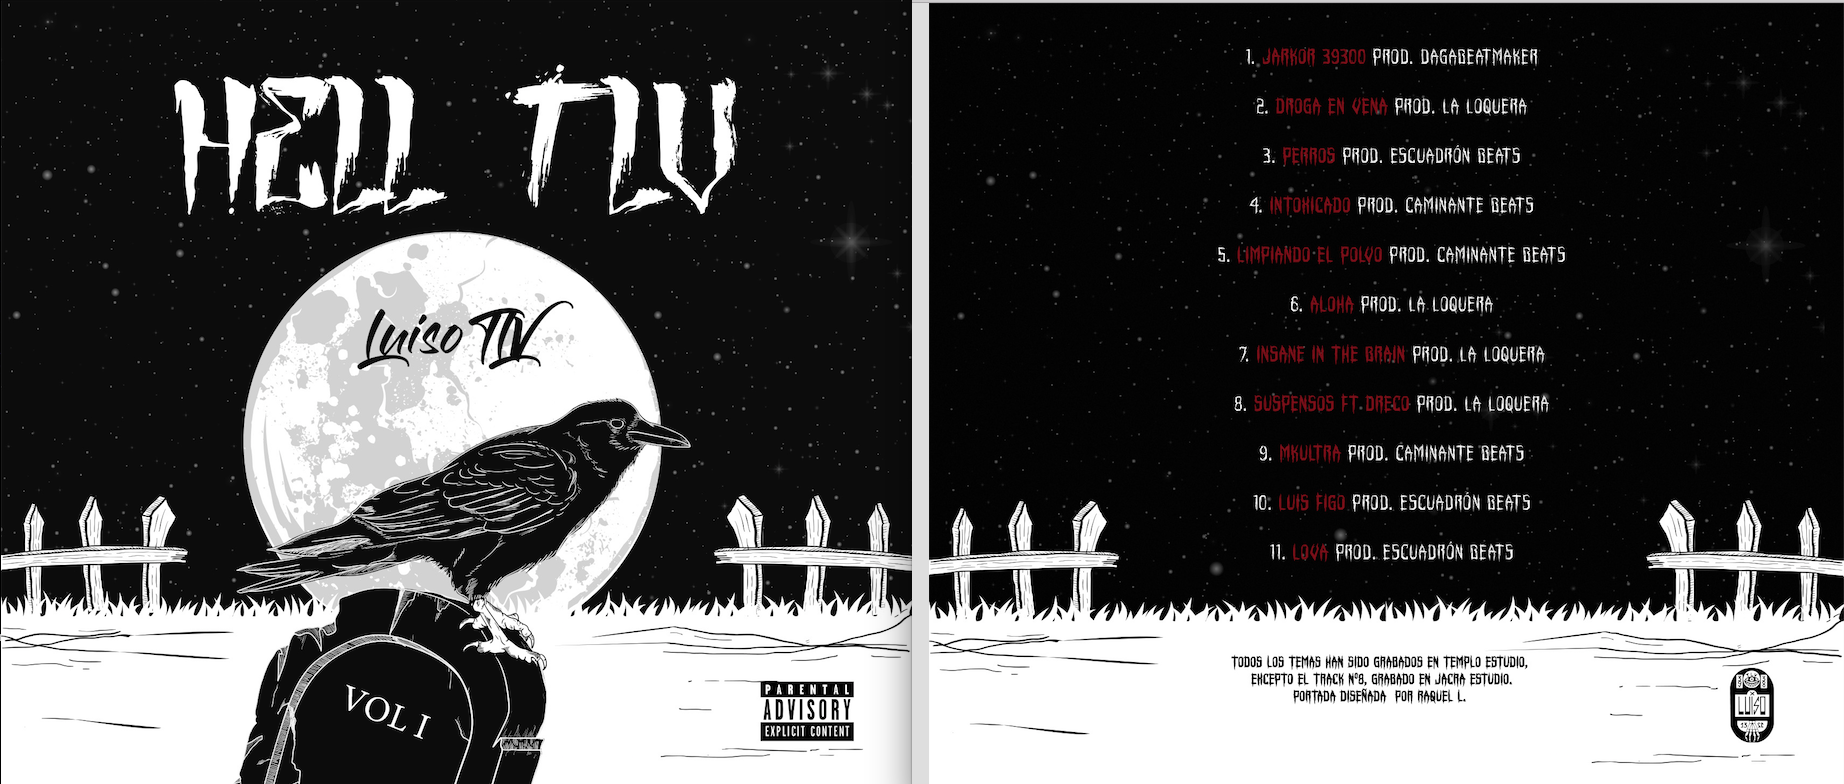 HELL TLV
Luiso TLV
VOL I
PARENTAL
ADVISORY
EXPLICIT CONTENT
1. JARKOR 39300 PROD. DAGABEATMAKER
2. DROGA EN VENA PROD. LA LOQUERA
3. PERROS PROD. ESCUADRÓN BEATS
4. INTOXICADO PROD. CAMINANTE BEATS
5. LIMPIANDO EL POLVO PROD. CAMINANTE BEATS
6. ALOHA PROD. LA LOQUERA
7. INSANE IN THE BRAIN PROD. LA LOQUERA
8. SUSPENSOS FT.DRECO PROD. LA LOQUERA
9. MKULTRA PROD. CAMINANTE BEATS
10. LUIS FIGO PROD. ESCUADRÓN BEATS
11. LOVA PROD. ESCUADRÓN BEATS
TODOS LOS TEMAS HAN SIDO GRABADOS EN TEMPLO ESTUDIO,
EXCEPTO EL TRACK Nº8, GRABADO EN JACRA ESTUDIO.
PORTADA DISEÑADA POR RAQUEL L.
LUISO